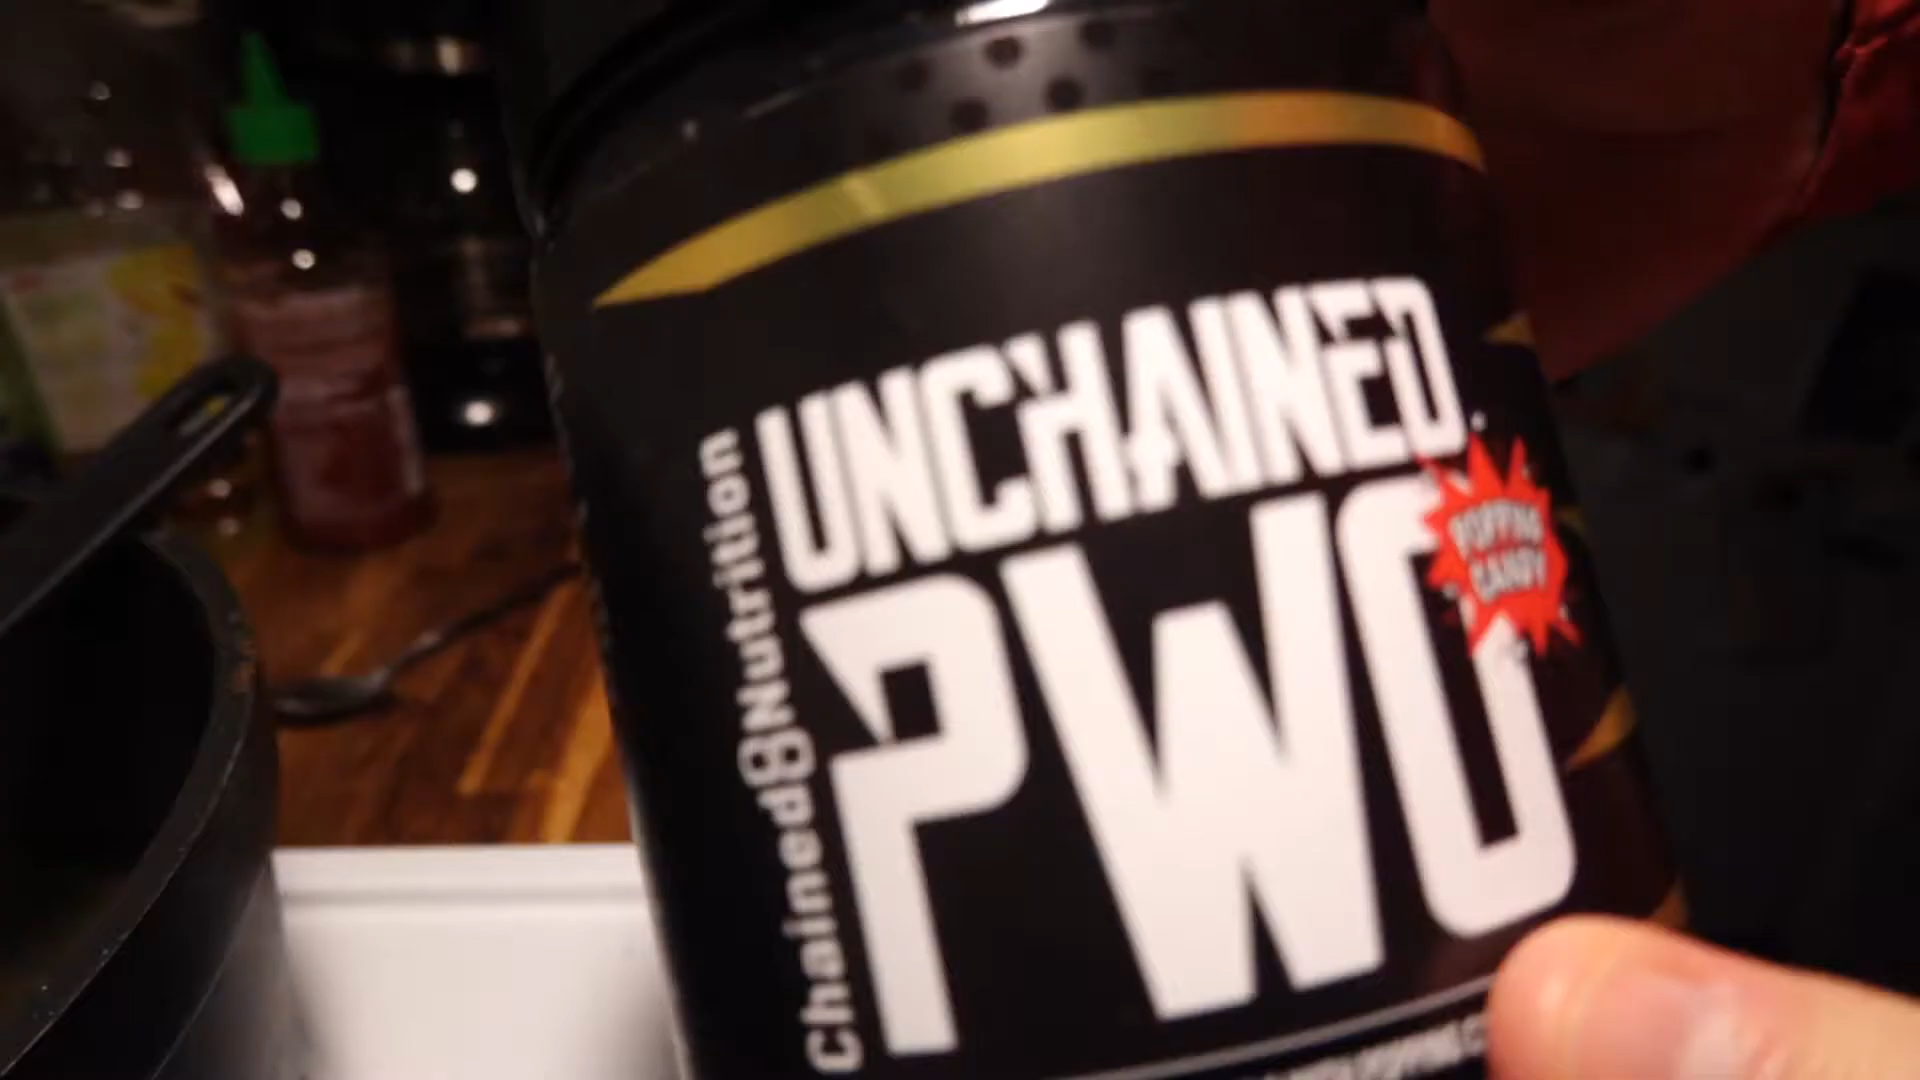 UNCHAINED
PWO
POPPING
CANDY
Chained Nutrition